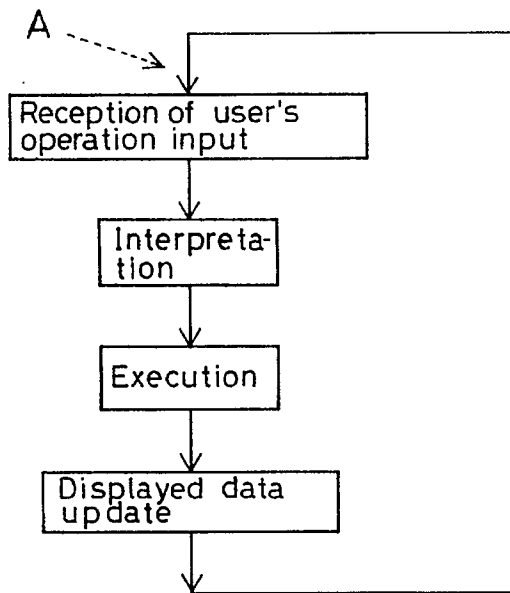 A
Reception of user's
operation input
Interpreta-
tion
Execution
Displayed data
update